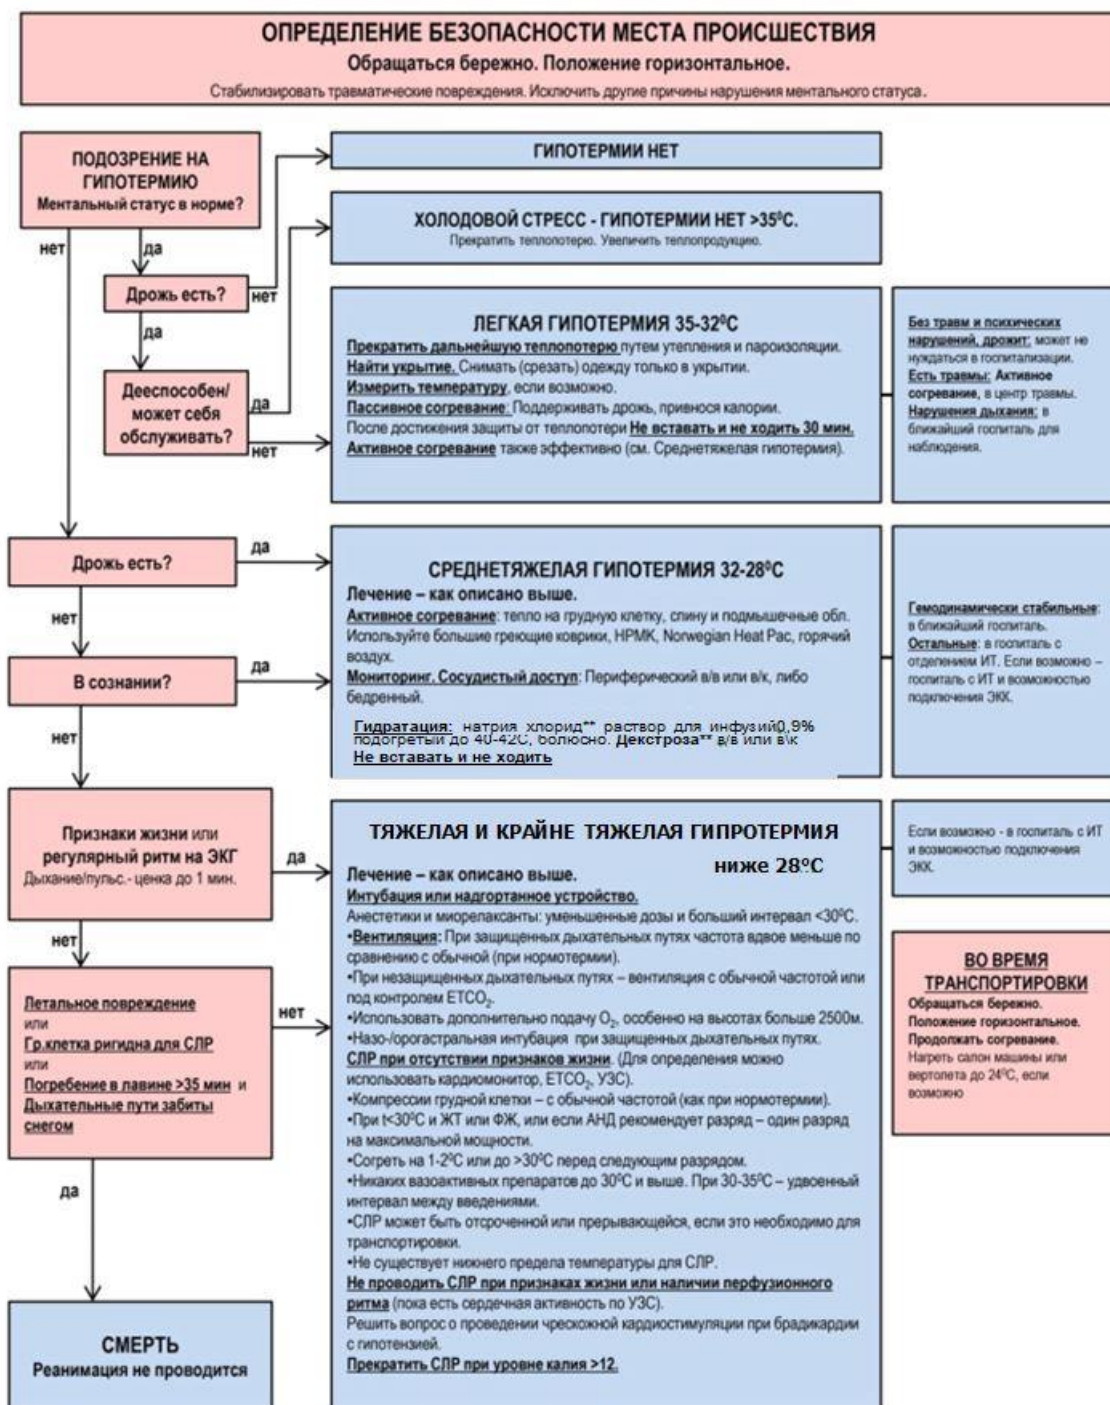 ОПРЕДЕЛЕНИЕ БЕЗОПАСНОСТИ МЕСТА ПРОИСШЕСТВИЯ
Обращаться бережно. Положение горизонтальное.
Стабилизировать травматические повреждения. Исключить другие причины нарушения ментального статуса.
ПОДОЗРЕНИЕ НА
ГИПОТЕРМИЮ
Ментальный статус в норме?
ГИПОТЕРМИИ НЕТ
ХОЛОДОВОЙ СТРЕСС - ГИПОТЕРМИИ НЕТ >35⁰С.
Прекратить теплопотерю. Увеличить теплопродукцию.
нет
да
Дрожь есть?
нет
да
Дееспособен/
может себя
обслуживать?
да
нет
ЛЕГКАЯ ГИПОТЕРМИЯ 35-32⁰С
Прекратить дальнейшую теплопотерю путем утепления и пароизоляции.
Найти укрытие. Снимать (срезать) одежду только в укрытии.
Измерить температуру, если возможно.
Пассивное согревание: Поддерживать дрожь, привнося калории.
После достижения защиты от теплопотери Не вставать и не ходить 30 мин.
Активное согревание также эффективно (см. Среднетяжелая гипотермия).
Без травм и психических
нарушений, дрожит: может не
нуждаться в госпитализации.
Есть травмы: Активное
согревание, в центр травмы.
Нарушения дыхания: в
ближайший госпиталь для
наблюдения.
Дрожь есть?
да
нет
В сознании?
да
нет
СРЕДНЕТЯЖЕЛАЯ ГИПОТЕРМИЯ 32-28⁰С
Лечение – как описано выше.
Активное согревание: тепло на грудную клетку, спину и подмышечные обл.
Используйте большие греющие коврики, НРМК, Norwegian Heat Pac, горячий
воздух.
Мониторинг. Сосудистый доступ: Периферический в/в или в/к, либо
бедренный.
Гидратация: натрия хлорид** раствор для инфузий0,9%
подогретый до 40-42С, болюсно. Декстроза** в/в или в\к
Не вставать и не ходить
Гемодинамически стабильные:
в ближайший госпиталь.
Остальные: в госпиталь с
отделением ИТ. Если возможно –
госпиталь с ИТ и возможностью
подключения ЭКК.
Признаки жизни или
регулярный ритм на ЭКГ
Дыхание/пульс.- ценка до 1 мин.
да
нет
ТЯЖЕЛАЯ И КРАЙНЕ ТЯЖЕЛАЯ ГИПРОТЕРМИЯ
ниже 28⁰С
Лечение – как описано выше.
Интубация или надгортанное устройство.
Анестетики и миорелаксанты: уменьшенные дозы и больший интервал <30⁰С.
•Вентиляция: При защищенных дыхательных путях частота вдвое меньше по
сравнению с обычной (при нормотермии).
•При незащищенных дыхательных путях – вентиляция с обычной частотой или
под контролем ETCO₂.
•Использовать дополнительно подачу О₂, особенно на высотах больше 2500м.
•Назо-/орогастральная интубация при защищенных дыхательных путях.
СЛР при отсутствии признаков жизни. (Для определения можно
использовать кардиомонитор, ETCO₂, УЗС).
•Компрессии грудной клетки – с обычной частотой (как при нормотермии).
•При t<30⁰С и ЖТ или ФЖ, или если АНД рекомендует разряд – один разряд
на максимальной мощности.
•Согреть на 1-2⁰С или до >30⁰С перед следующим разрядом.
•Никаких вазоактивных препаратов до 30⁰С и выше. При 30-35⁰С – удвоенный
интервал между введениями.
•СЛР может быть отсроченной или прерывающейся, если это необходимо для
транспортировки.
•Не существует нижнего предела температуры для СЛР.
Не проводить СЛР при признаках жизни или наличии перфузионного
ритма (пока есть сердечная активность по УЗС).
Решить вопрос о проведении чрескожной кардиостимуляции при брадикардии
с гипотензией.
Прекратить СЛР при уровне калия >12.
Если возможно - в госпиталь с ИТ
и возможностью подключения
ЭКК.
ВО ВРЕМЯ
ТРАНСПОРТИРОВКИ
Обращаться бережно.
Положение горизонтальное.
Продолжать согревание.
Нагреть салон машины или
вертолета до 24⁰С, если
возможно
Летальное повреждение
или
Гр.клетка ригидна для СЛР
или
Погребение в лавине >35 мин и
Дыхательные пути забиты
снегом
нет
да
СМЕРТЬ
Реанимация не проводится